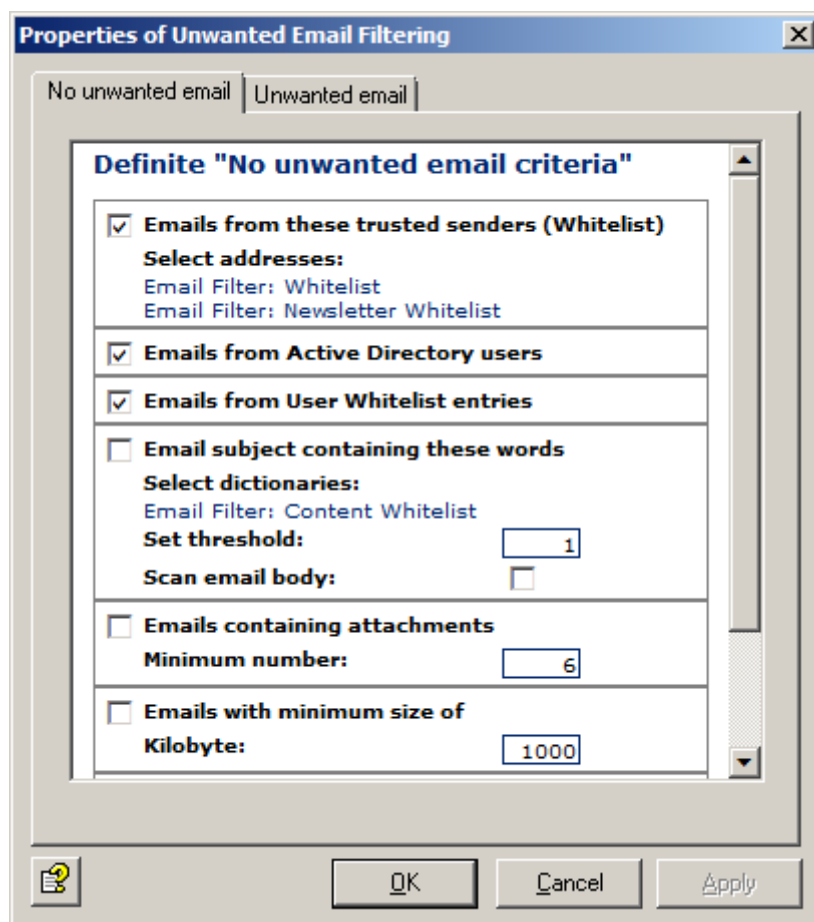 Properties of Unwanted Email Filtering
No unwanted email
Unwanted email
Definite "No unwanted email criteria"
Emails from these trusted senders (Whitelist)
Select addresses:
Email Filter: Whitelist
Email Filter: Newsletter Whitelist
Emails from Active Directory users
Emails from User Whitelist entries
Email subject containing these words
Select dictionaries:
Email Filter: Content Whitelist
Set threshold: 1
Scan email body:
Emails containing attachments
Minimum number: 6
Emails with minimum size of
Kilobyte: 1000
OK Cancel Apply